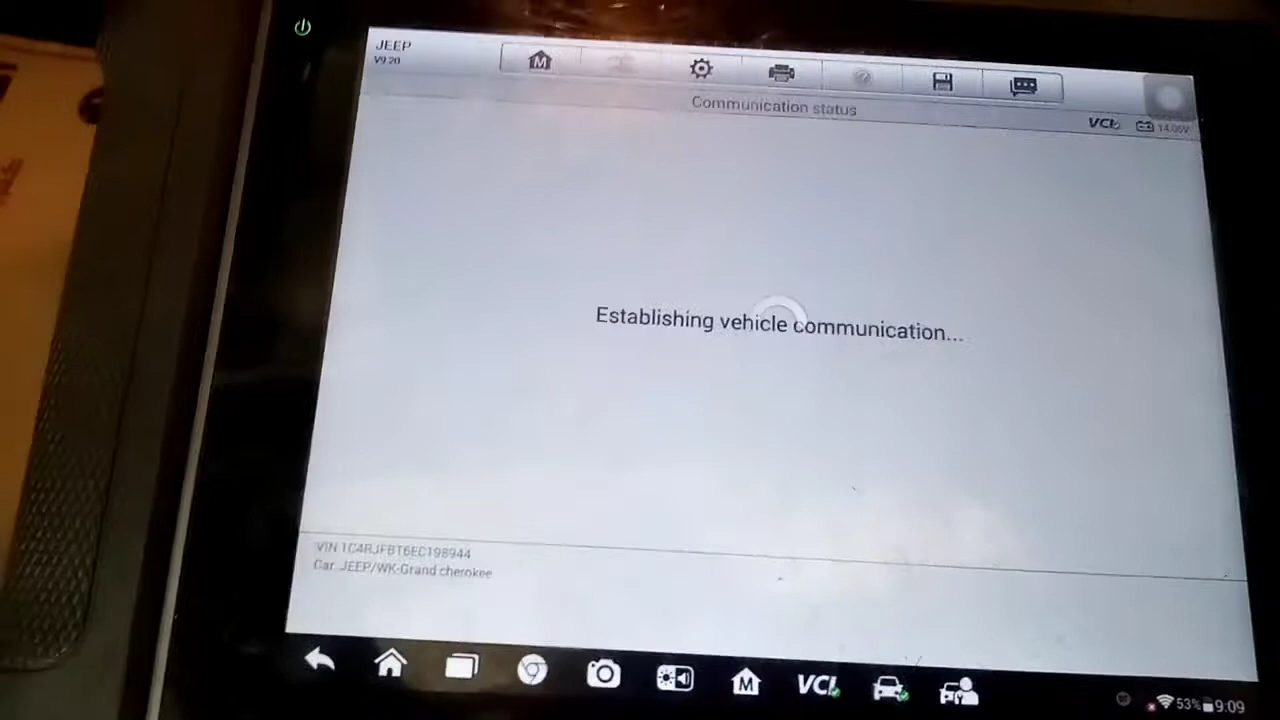 JEEP
V9.20
M
Communication status
VCI
14.05V
Establishing vehicle communication...
VIN 1C4RJFBT6EC198944
Car: JEEP/WK-Grand cherokee
M
VCI
53%
9:09